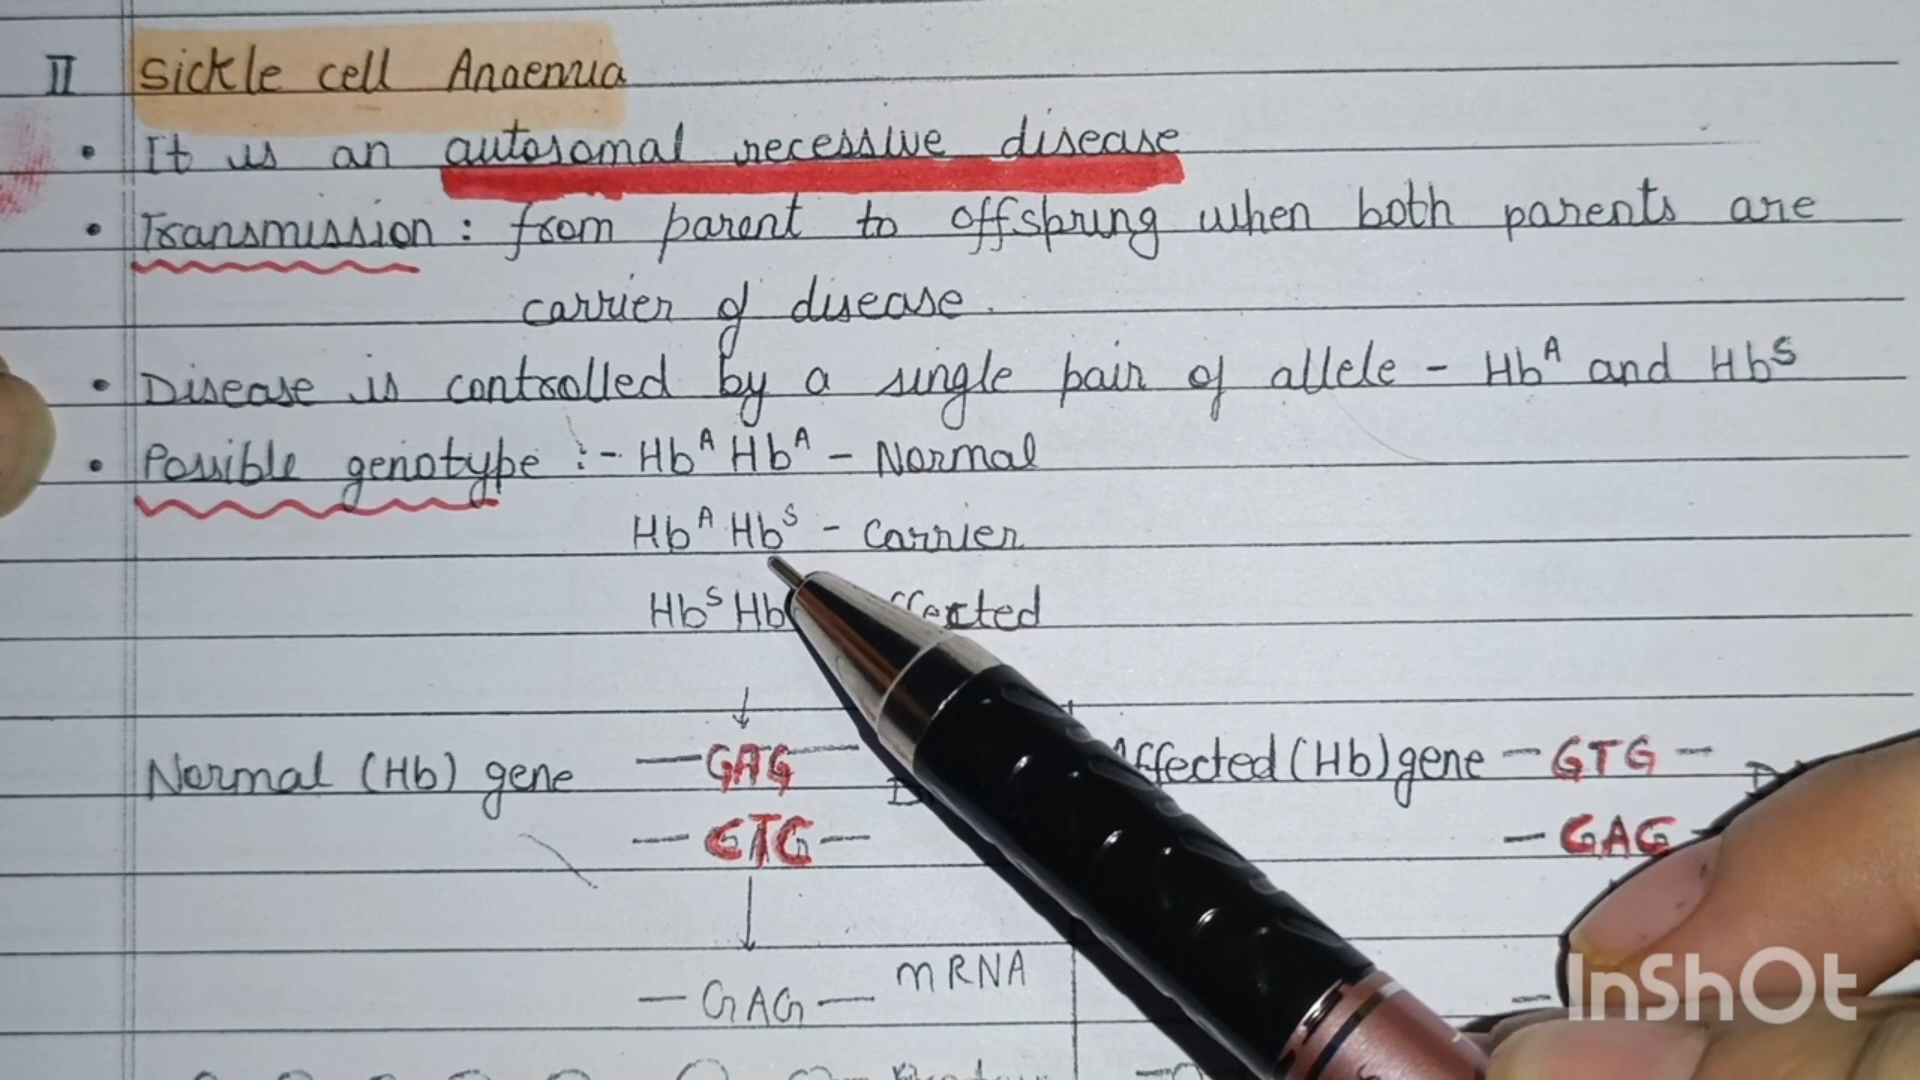 II Sickle cell Anaemia
• It is an autosomal recessive disease
• Transmission : from parent to offspring when both parents are
carrier of disease.
• Disease is controlled by a single pair of allele - Hb^A and Hb^S
• Possible genotype :- Hb^A Hb^A - Normal
Hb^A Hb^S - Carrier
Hb^S Hb
Normal (Hb) gene -GAG- Affected (Hb) gene -GTG-
-CTC- -GAG-
-GAG- mRNA
InShOt